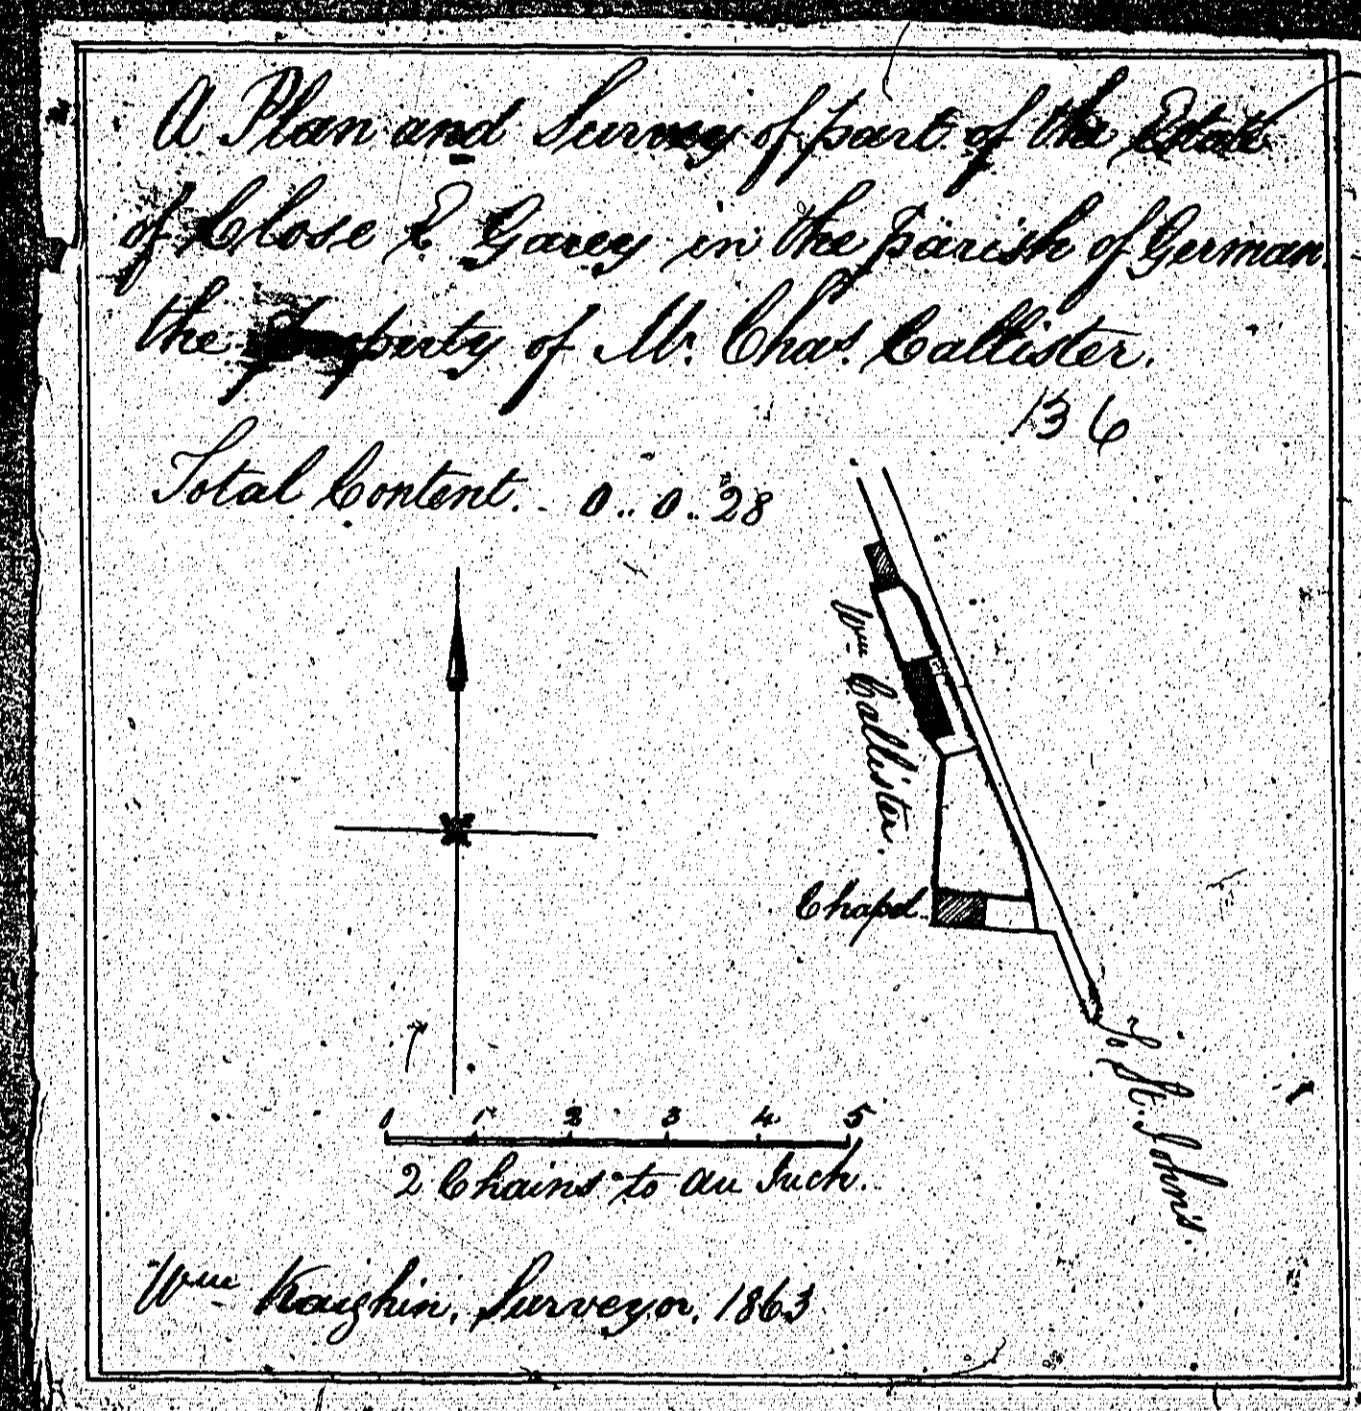 A Plan and Survey of part of the Estate
of Close E Garey in the parish of German
the Property of Mr. Chas. Callister.
136
Total Content. 0..0..28
Wm Callister.
Chapel
To St. John's.
0 1 2 3 4 5
2 Chains to an Inch.
Wm Kaighin, Surveyor, 1863